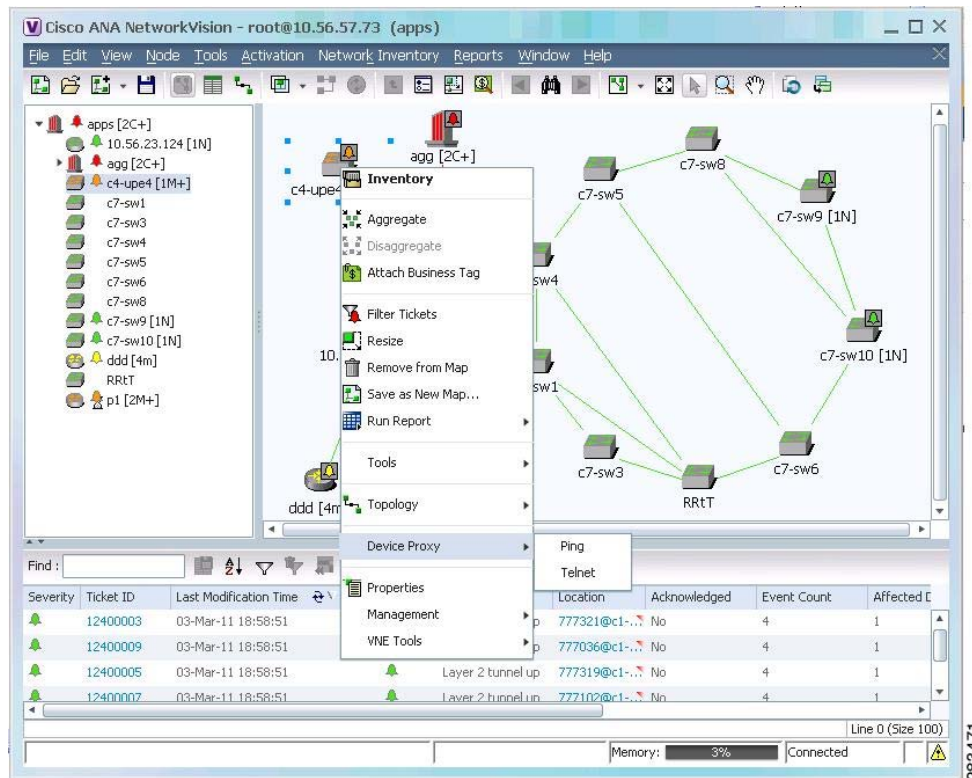 Cisco ANA NetworkVision - root@10.56.57.73 (apps)
File Edit View Node Tools Activation Network Inventory Reports Window Help
apps [2C+]
10.56.23.124 [1N]
agg [2C+]
c4-upe4 [1M+]
c7-sw1
c7-sw3
c7-sw4
c7-sw5
c7-sw6
c7-sw8
c7-sw9 [1N]
c7-sw10 [1N]
ddd [4m]
RRtT
p1 [2M+]
agg [2C+]
c4-upe4
c7-sw5
c7-sw8
c7-sw9 [1N]
sw4
10.
c7-sw10 [1N]
sw1
c7-sw3
c7-sw6
RRtT
ddd [4m
Inventory
Aggregate
Disaggregate
Attach Business Tag
Filter Tickets
Resize
Remove from Map
Save as New Map...
Run Report
Tools
Topology
Device Proxy
Properties
Management
VNE Tools
Ping
Telnet
Find :
Severity Ticket ID Last Modification Time Location Acknowledged Event Count Affected D
12400003 03-Mar-11 18:58:51 p 777321@c1-... No 4 1
12400009 03-Mar-11 18:58:51 p 777036@c1-... No 4 1
12400005 03-Mar-11 18:58:51 Layer 2 tunnel up 777319@c1-... No 4 1
12400007 03-Mar-11 18:58:51 Layer 2 tunnel up 777102@c1-... No 4 1
Line 0 (Size 100)
Memory: 3% Connected